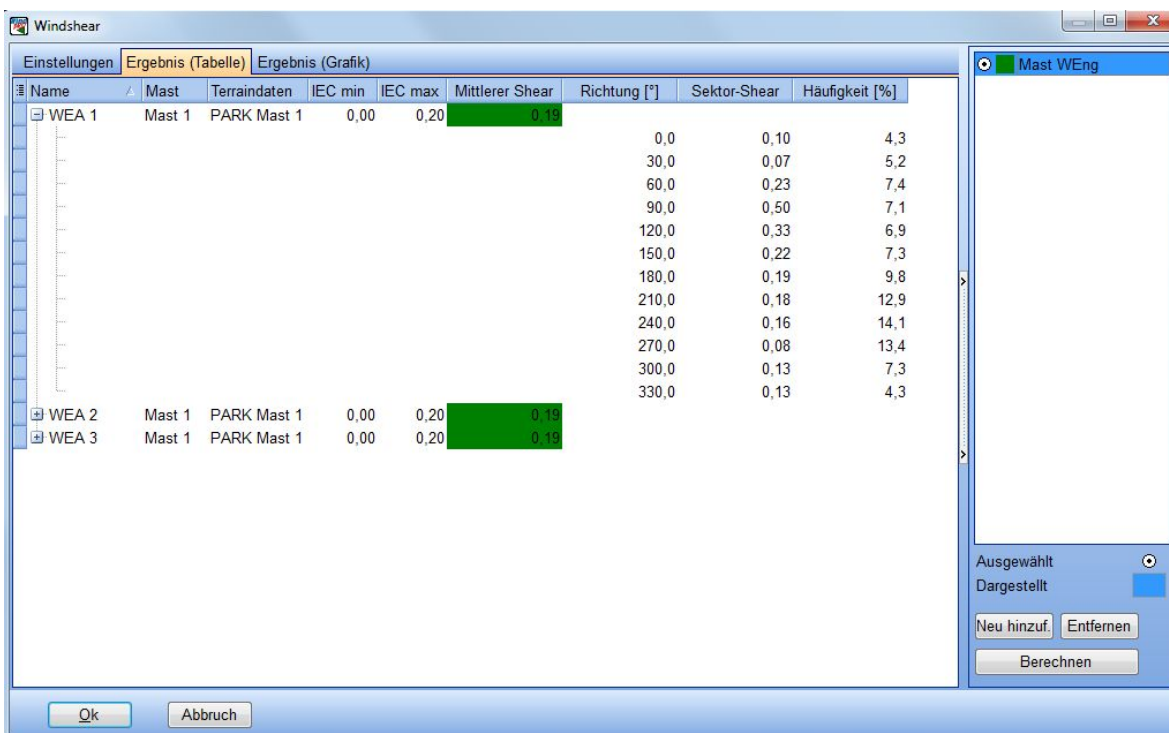 Windshear
Einstellungen Ergebnis (Tabelle) Ergebnis (Grafik)
Name Mast Terraindaten IEC min IEC max Mittlerer Shear Richtung [°] Sektor-Shear Häufigkeit [%]
WEA 1 Mast 1 PARK Mast 1 0,00 0,20 0,19
0,0 0,10 4,3
30,0 0,07 5,2
60,0 0,23 7,4
90,0 0,50 7,1
120,0 0,33 6,9
150,0 0,22 7,3
180,0 0,19 9,8
210,0 0,18 12,9
240,0 0,16 14,1
270,0 0,08 13,4
300,0 0,13 7,3
330,0 0,13 4,3
WEA 2 Mast 1 PARK Mast 1 0,00 0,20 0,19
WEA 3 Mast 1 PARK Mast 1 0,00 0,20 0,19
Mast WEng
Ausgewählt
Dargestellt
Neu hinzuf. Entfernen
Berechnen
Ok Abbruch